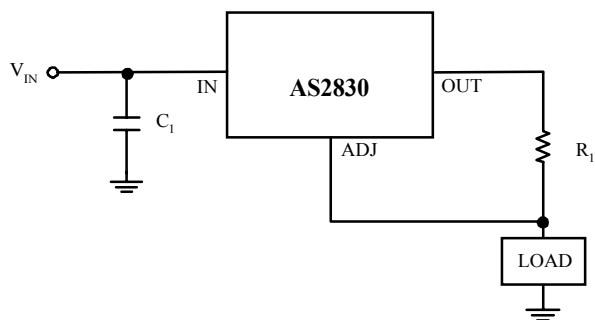 V_IN
IN
AS2830
OUT
C_1
ADJ
R_1
LOAD